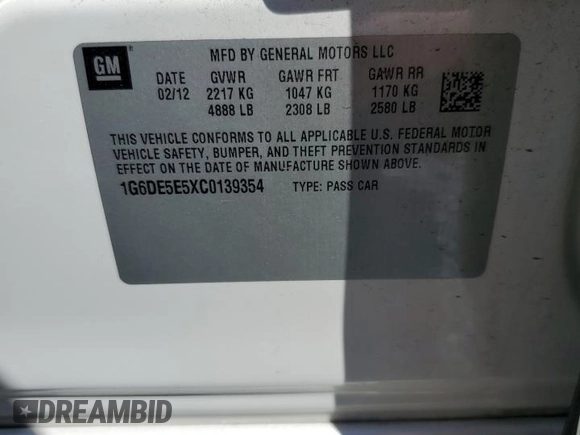 GM
MFD BY GENERAL MOTORS LLC
DATE GVWR GAWR FRT GAWR RR
02/12 2217 KG 1047 KG 1170 KG
4888 LB 2308 LB 2580 LB
THIS VEHICLE CONFORMS TO ALL APPLICABLE U.S. FEDERAL MOTOR
VEHICLE SAFETY, BUMPER, AND THEFT PREVENTION STANDARDS IN
EFFECT ON THE DATE OF MANUFACTURE SHOWN ABOVE.
1G6DE5E5XC0139354 TYPE: PASS CAR
#DREAMBID